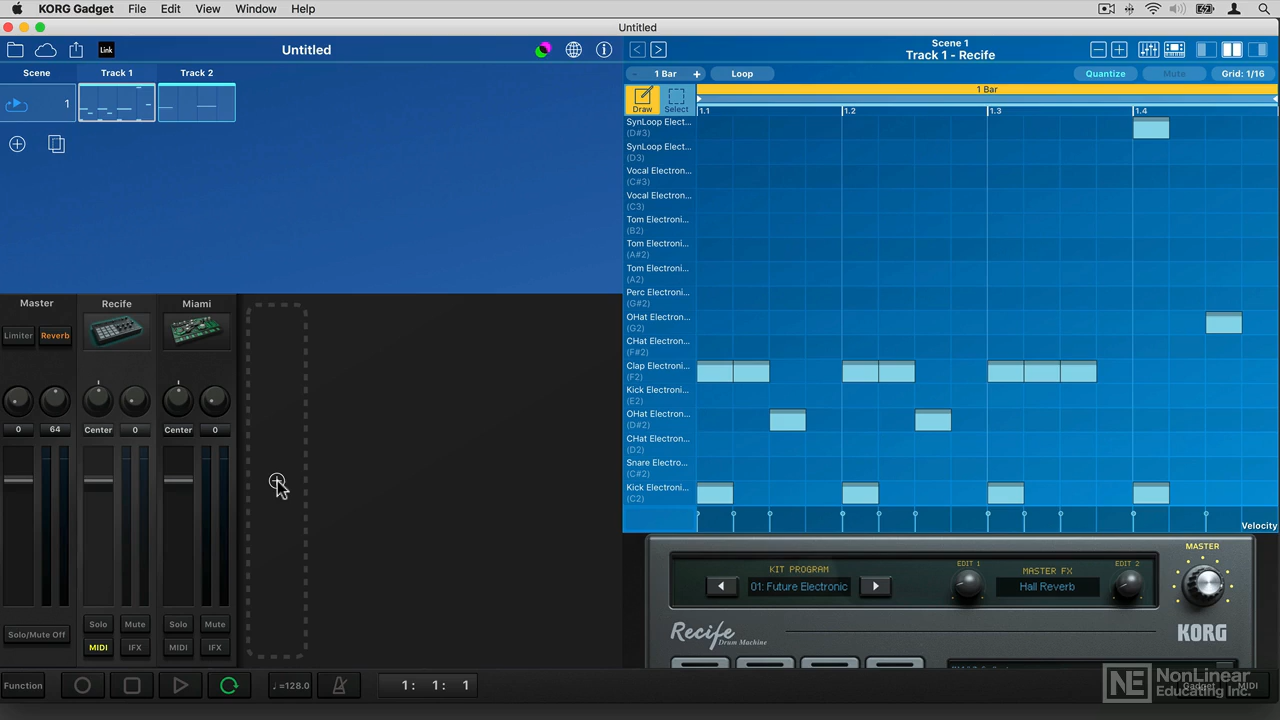 KORG Gadget File Edit View Window Help
Untitled
Link
Untitled
Scene 1
Track 1 - Recife
Scene Track 1 Track 2
1
- 1 Bar + Loop Quantize Mute Grid: 1/16
Draw Select
1 Bar
1.1 1.2 1.3 1.4
SynLoop Elect...
(D#3)
SynLoop Elect...
(D3)
Vocal Electron...
(C#3)
Vocal Electron...
(C3)
Tom Electroni...
(B2)
Tom Electroni...
(A#2)
Tom Electroni...
(A2)
Perc Electroni...
(G#2)
OHat Electron...
(G2)
CHat Electron...
(F#2)
Clap Electroni...
(F2)
Kick Electroni...
(E2)
OHat Electron...
(D#2)
CHat Electron...
(D2)
Snare Electro...
(C#2)
Kick Electroni...
(C2)
Velocity
Master Recife Miami
Limiter Reverb
0 64 Center 0 Center 0
Solo Mute Solo Mute
Solo/Mute Off
MIDI IFX MIDI IFX
Function
♩=128.0
1: 1: 1
KIT PROGRAM
01: Future Electronic
EDIT 1
MASTER FX
Hall Reverb
EDIT 2
MASTER
Recife
Drum Machine
KORG
Gadget MIDI
NE NonLinear
Educating Inc.